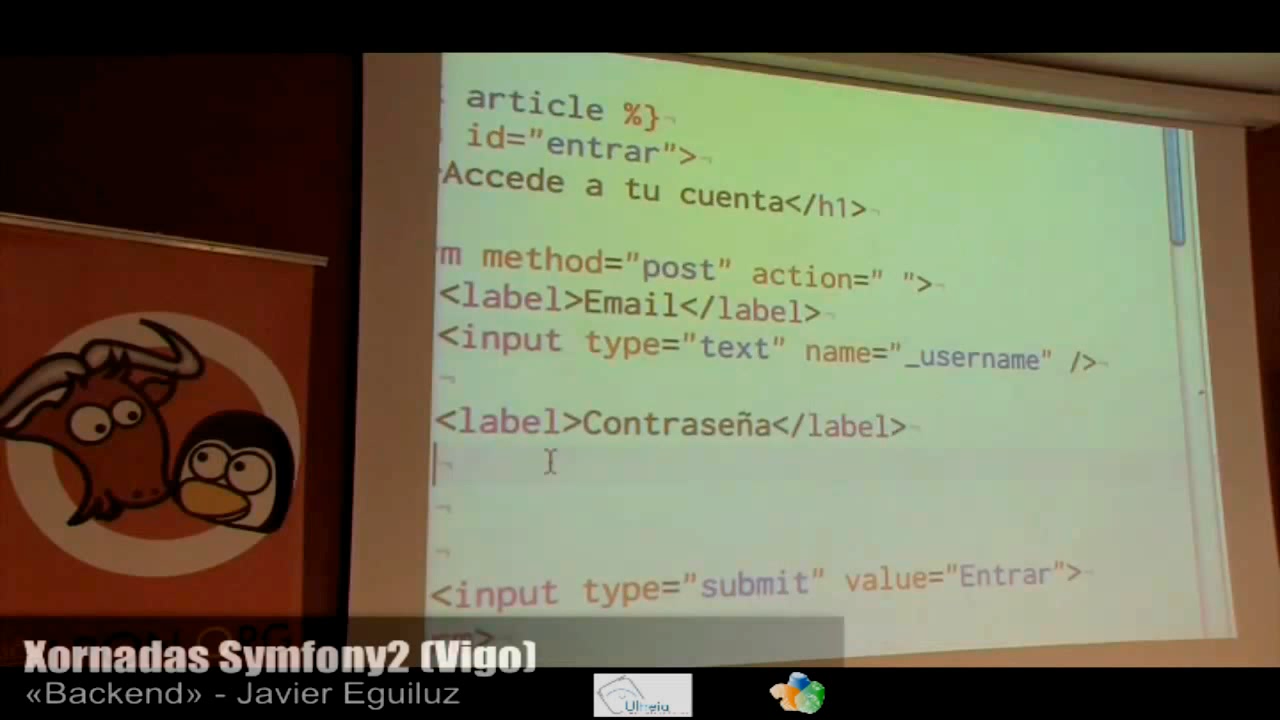 article %}
id="entrar">
Accede a tu cuenta</h1>
m method="post" action=" ">
<label>Email</label>
<input type="text" name="_username" />
<label>Contraseña</label>
<input type="submit" value="Entrar">
Xornadas Symfony2 (Vigo)
«Backend» - Javier Eguiluz
Ultreia